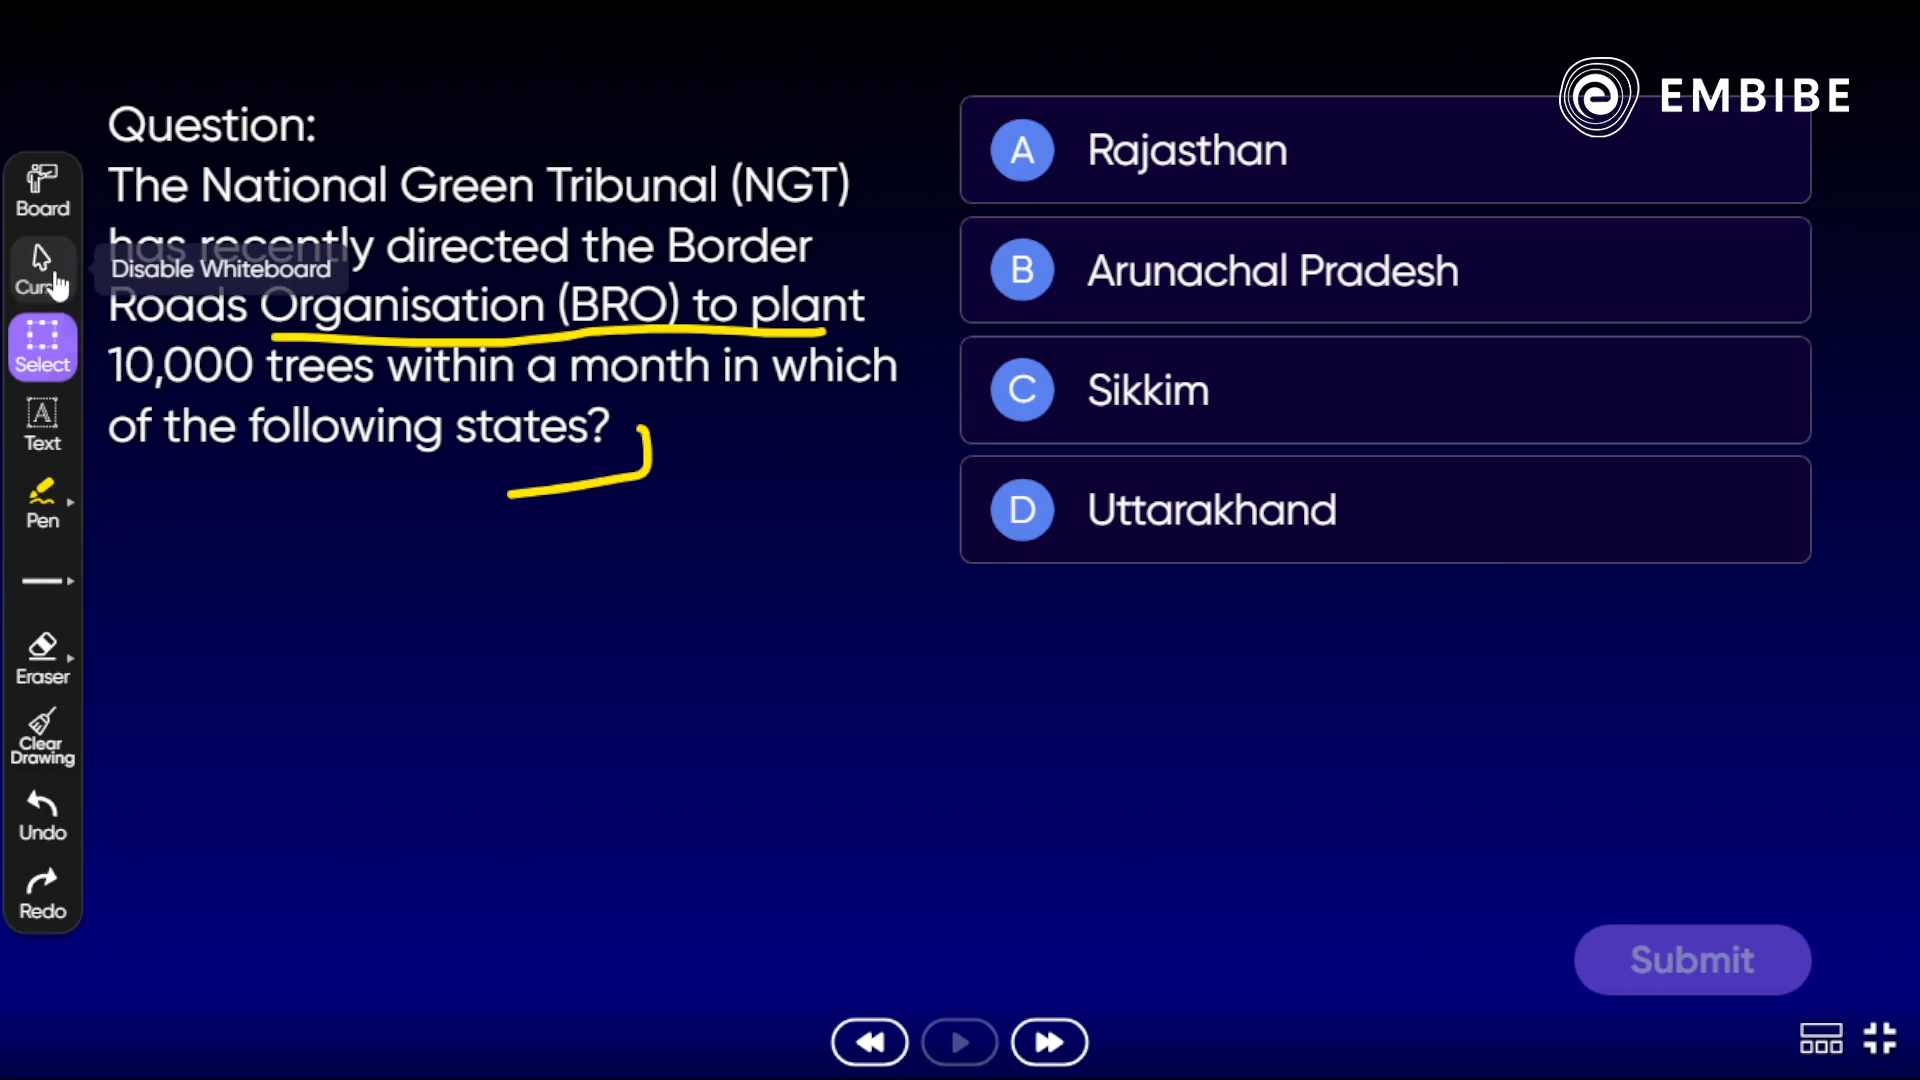 EMBIBE
Question:
The National Green Tribunal (NGT)
has recently directed the Border
Roads Organisation (BRO) to plant
10,000 trees within a month in which
of the following states?
A Rajasthan
B Arunachal Pradesh
C Sikkim
D Uttarakhand
Board
Disable Whiteboard
Select
Text
Pen
Eraser
Clear
Drawing
Undo
Redo
Submit